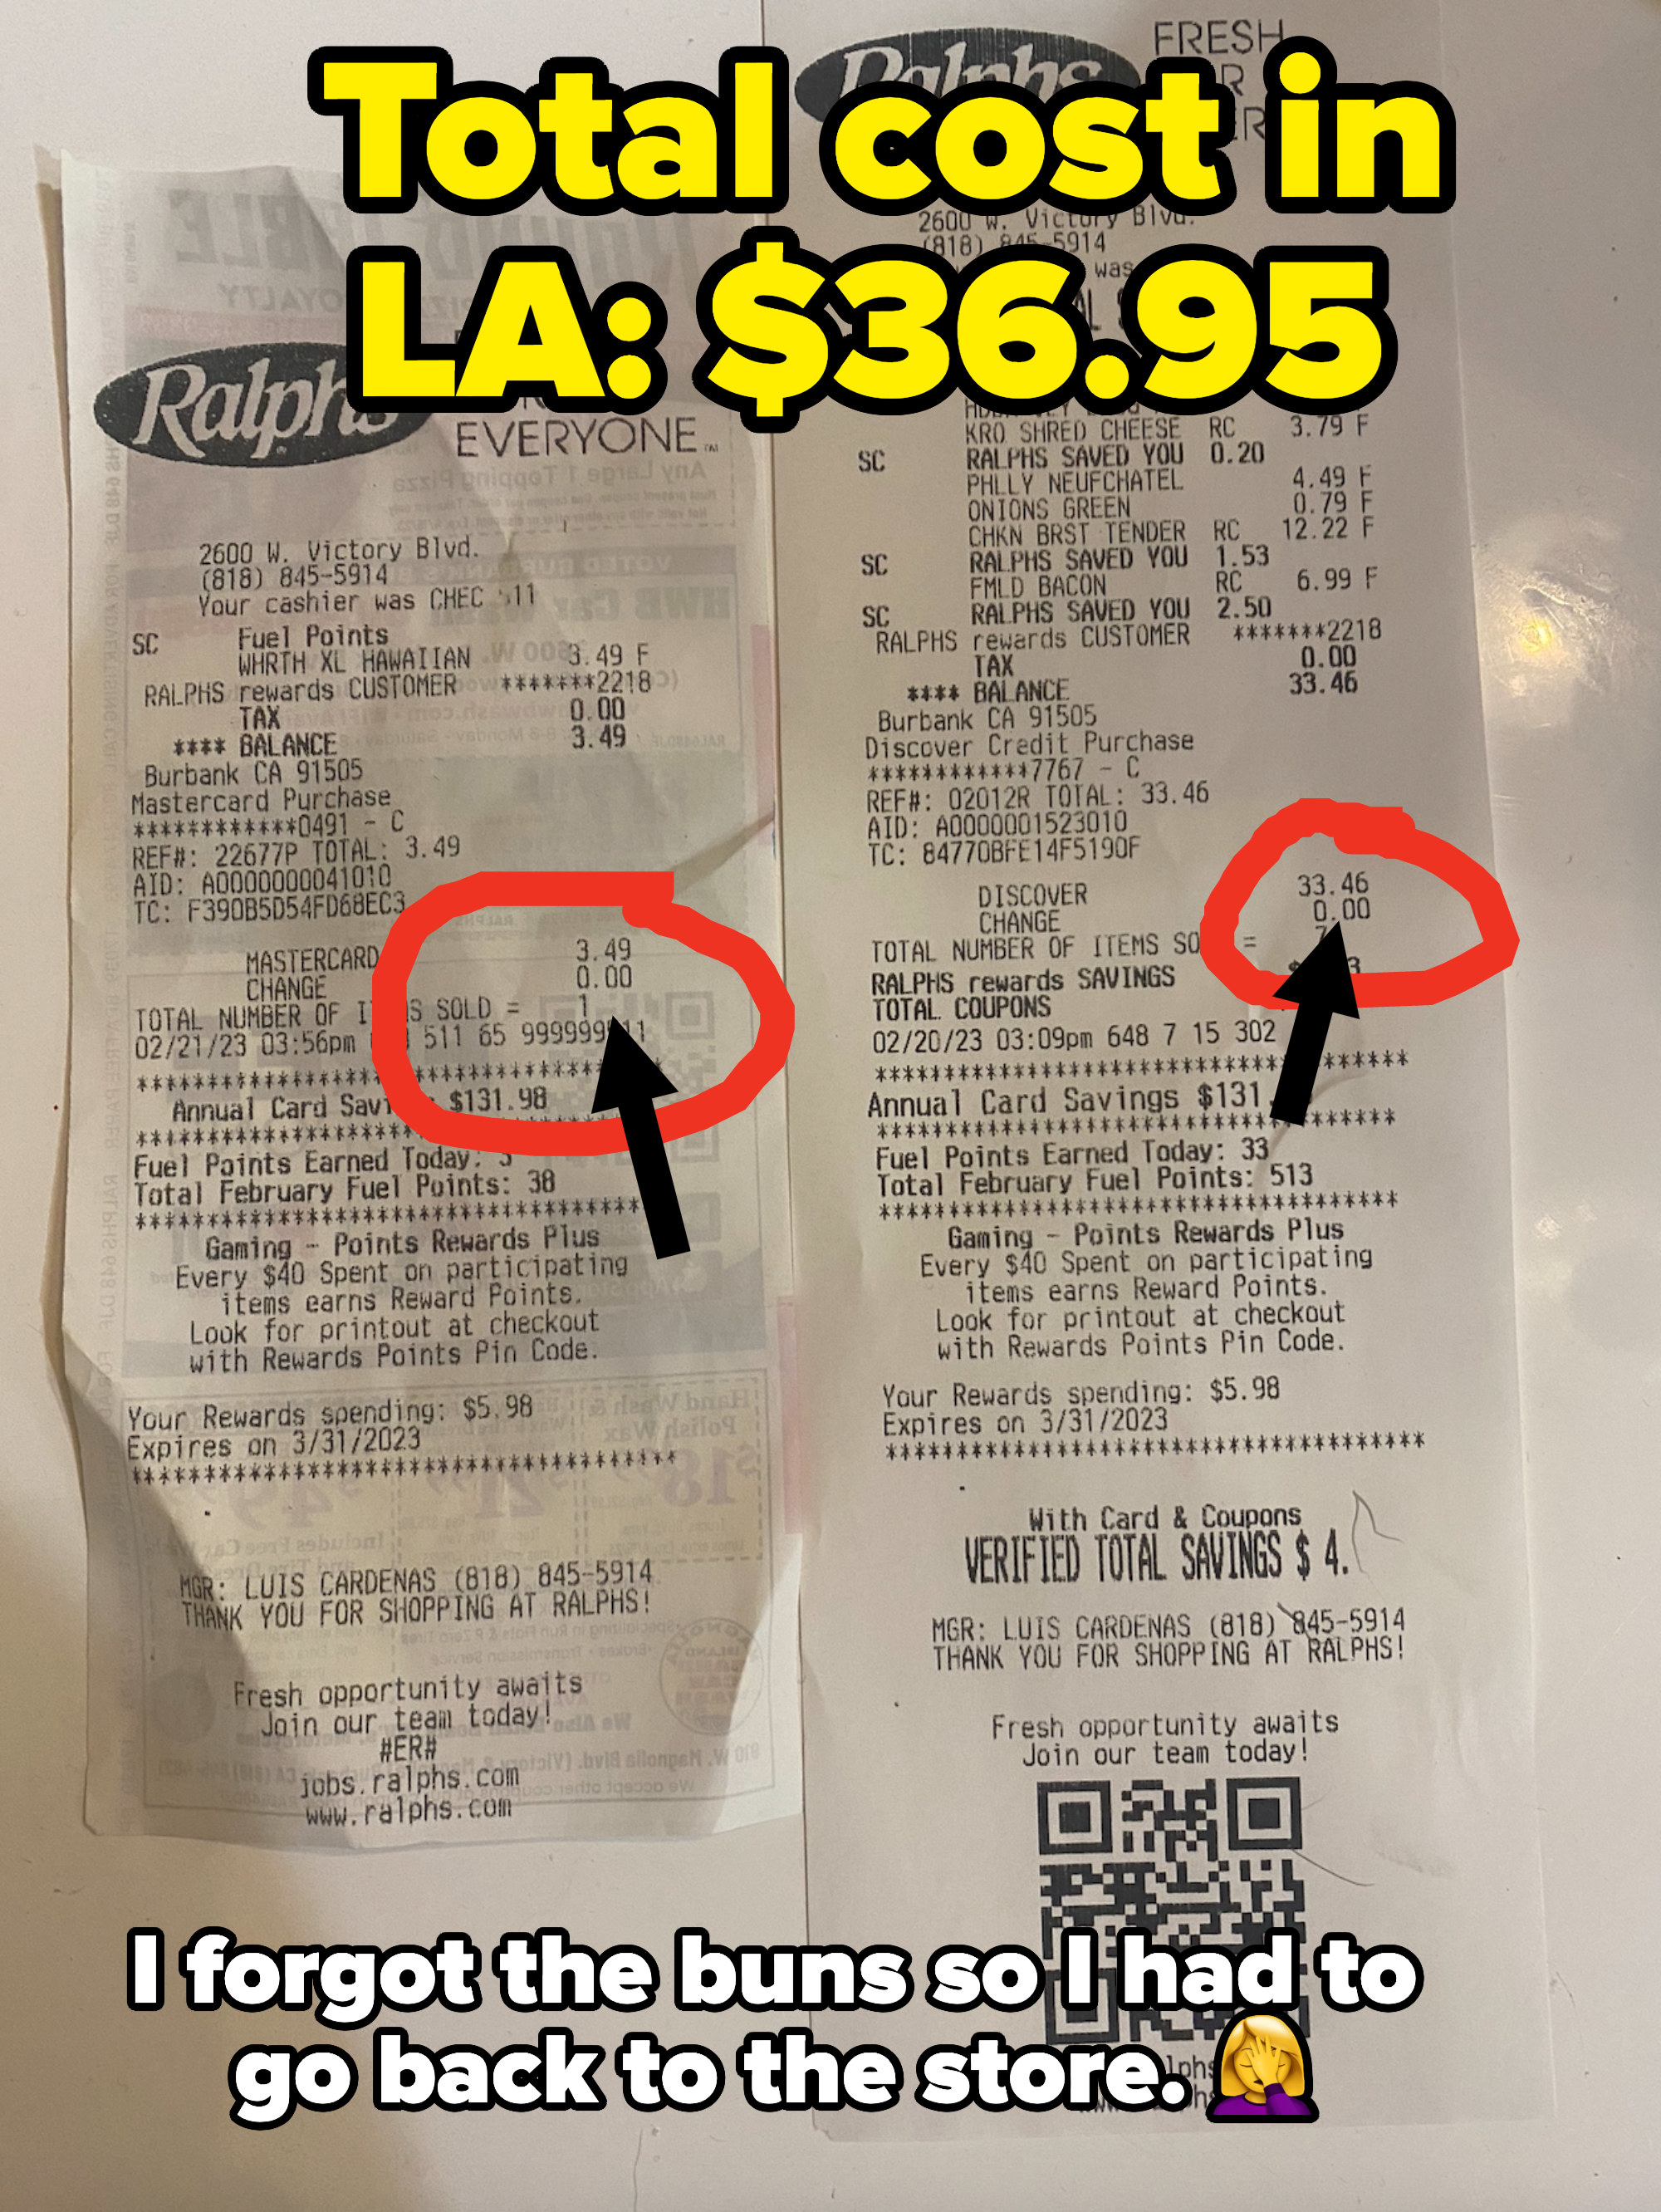 Total cost in
LA: $36.95
Ralphs
EVERYONE™
2600 W. Victory Blvd.
(818) 845-5914
Your cashier was CHEC 511
SC Fuel Points
WHRTH XL HAWAIIAN 3.49 F
RALPHS rewards CUSTOMER *******2218
TAX 0.00
**** BALANCE 3.49
Burbank CA 91505
Mastercard Purchase
************0491 - C
REF#: 22677P TOTAL: 3.49
AID: A0000000041010
TC: F390B5D54FD68EC3
MASTERCARD 3.49
CHANGE 0.00
TOTAL NUMBER OF ITEMS SOLD = 1
02/21/23 03:56pm 511 65
**********************************
Annual Card Savings $131.98
**********************************
Fuel Points Earned Today: 3
Total February Fuel Points: 38
**********************************
Gaming - Points Rewards Plus
Every $40 Spent on participating
items earns Reward Points.
Look for printout at checkout
with Rewards Points Pin Code.
Your Rewards spending: $5.98
Expires on 3/31/2023
**********************************
MGR: LUIS CARDENAS (818) 845-5914
THANK YOU FOR SHOPPING AT RALPHS!
Fresh opportunity awaits
Join our team today!
#ER#
jobs.ralphs.com
www.ralphs.com
Ralphs
FRESH
2600 W. Victory Blvd.
(818) 845-5914
was
KRO SHRED CHEESE RC 3.79 F
SC RALPHS SAVED YOU 0.20
PHLLY NEUFCHATEL 4.49 F
ONIONS GREEN 0.79 F
CHKN BRST TENDER RC 12.22 F
SC RALPHS SAVED YOU 1.53
FMLD BACON RC 6.99 F
SC RALPHS SAVED YOU 2.50
RALPHS rewards CUSTOMER *******2218
TAX 0.00
**** BALANCE 33.46
Burbank CA 91505
Discover Credit Purchase
************7767 - C
REF#: 02012R TOTAL: 33.46
AID: A0000001523010
TC: 84770BFE14F5190F
DISCOVER 33.46
CHANGE 0.00
TOTAL NUMBER OF ITEMS SO = 7
RALPHS rewards SAVINGS
TOTAL COUPONS
02/20/23 03:09pm 648 7 15 302
**********************************
Annual Card Savings $131.
**********************************
Fuel Points Earned Today: 33
Total February Fuel Points: 513
**********************************
Gaming - Points Rewards Plus
Every $40 Spent on participating
items earns Reward Points.
Look for printout at checkout
with Rewards Points Pin Code.
Your Rewards spending: $5.98
Expires on 3/31/2023
**********************************
With Card & Coupons
VERIFIED TOTAL SAVINGS $ 4.
MGR: LUIS CARDENAS (818) 845-5914
THANK YOU FOR SHOPPING AT RALPHS!
Fresh opportunity awaits
Join our team today!
I forgot the buns so I had to
go back to the store. 🤦‍♀️